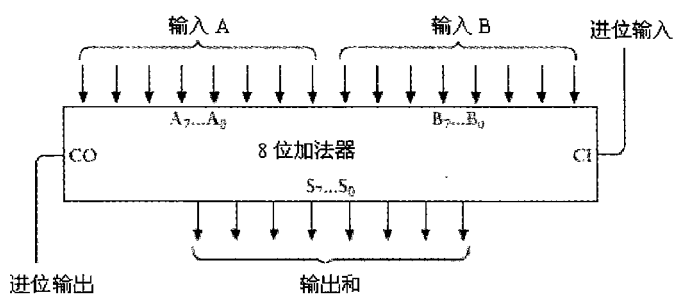 输入 A
输入 B
进位输入
A₇...A₀
B₇...B₀
CO
8 位加法器
CI
S₇...S₀
进位输出
输出和